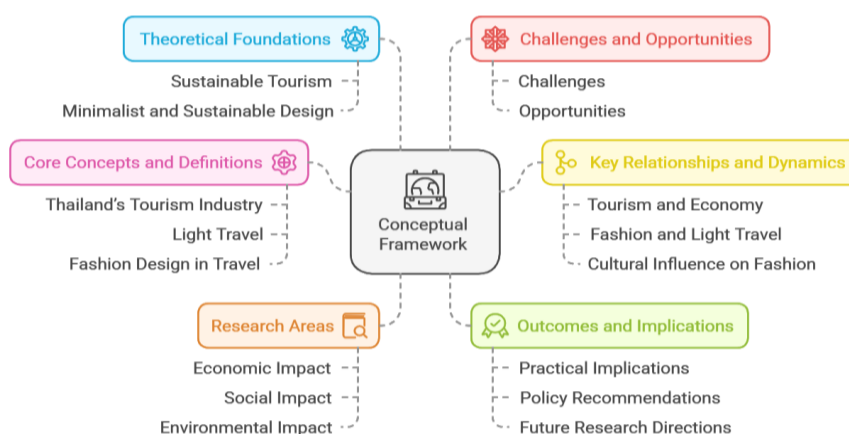 Theoretical Foundations
Sustainable Tourism
Minimalist and Sustainable Design
Challenges and Opportunities
Challenges
Opportunities
Core Concepts and Definitions
Thailand's Tourism Industry
Light Travel
Fashion Design in Travel
Conceptual
Framework
Key Relationships and Dynamics
Tourism and Economy
Fashion and Light Travel
Cultural Influence on Fashion
Research Areas
Economic Impact
Social Impact
Environmental Impact
Outcomes and Implications
Practical Implications
Policy Recommendations
Future Research Directions